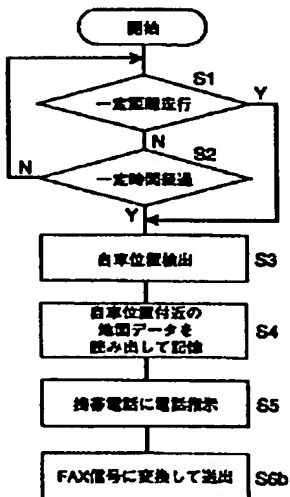 開始
S1
一定距離走行
Y
N
S2
一定時間経過
N
Y
自車位置検出
S3
自車位置付近の
地図データを
読み出して記憶
S4
携帯電話に電話指示
S5
FAX信号に変換して送出
S6b